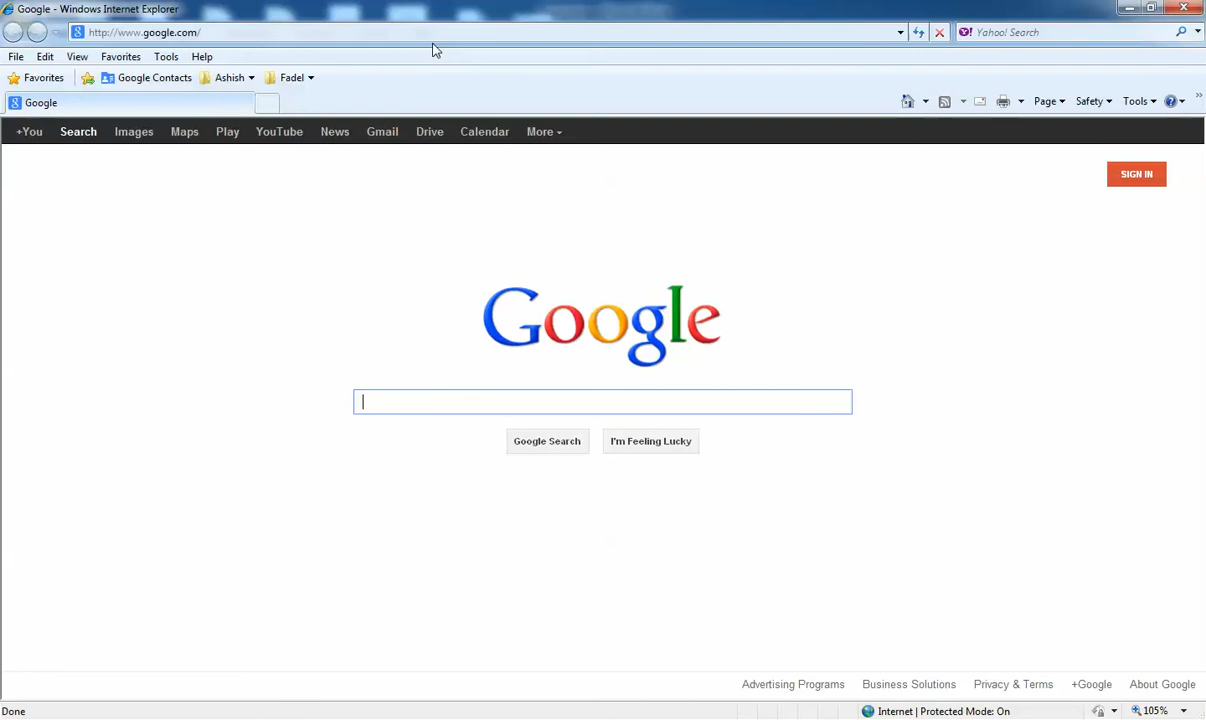 Google - Windows Internet Explorer
http://www.google.com/
Yahoo! Search
File Edit View Favorites Tools Help
Favorites Google Contacts Ashish Fadel
Google
Page Safety Tools
+You Search Images Maps Play YouTube News Gmail Drive Calendar More
SIGN IN
Google
Google Search I'm Feeling Lucky
Advertising Programs Business Solutions Privacy & Terms +Google About Google
Done Internet | Protected Mode: On 105%